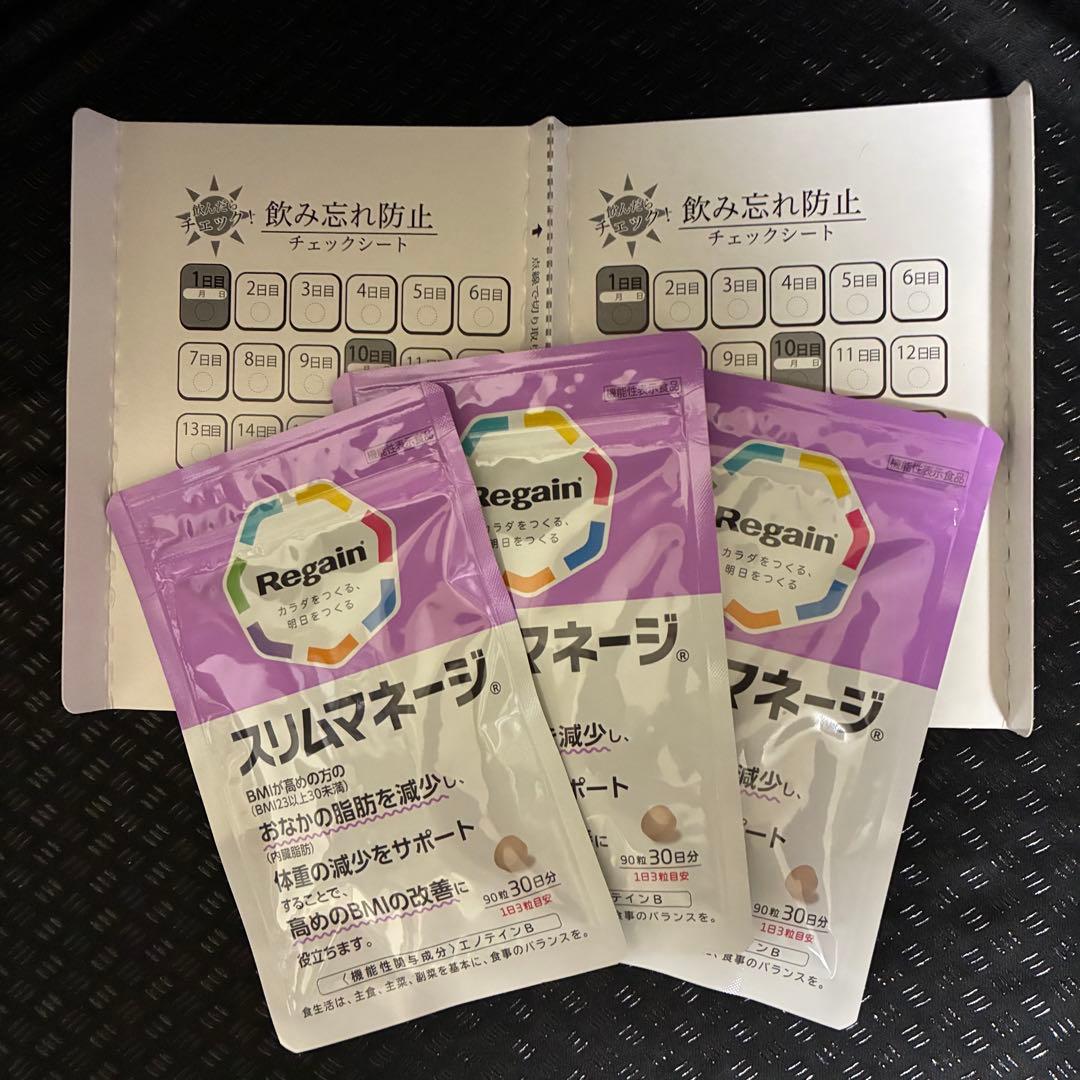 飲んだら
チェック!
飲み忘れ防止
チェックシート
1日目
月 日
2日目
3日目
4日目
5日目
6日目
7日目
8日目
9日目
10日目
月 日
13日目
14日
飲んだら
チェック!
飲み忘れ防止
チェックシート
1日目
月 日
2日目
3日目
4日目
5日目
6日目
9日目
10日目
月 日
11日目
12日目
機能性表示食品
Regain
カラダをつくる、
明日をつくる
スリムマネージ®
BMIが高めの方の
(BMI23以上30未満)
おなかの脂肪を減少し、
(内臓脂肪)
体重の減少をサポート
することで、
高めのBMIの改善に
役立ちます。
90粒 30日分
1日3粒目安
〈機能性関与成分〉エノテインB
食生活は、主食、主菜、副菜を基本に、食事のバランスを。
機能性表示食品
Regain
カラダをつくる、
明日をつくる
マネージ®
減少し、
ポート
に
90粒 30日分
1日3粒目安
テインB
食事のバランスを。
機能性表示食品
Regain
カラダをつくる、
明日をつくる
マネージ®
減少し、
ート
90粒 30日分
1日3粒目安
ンB
食事のバランスを。